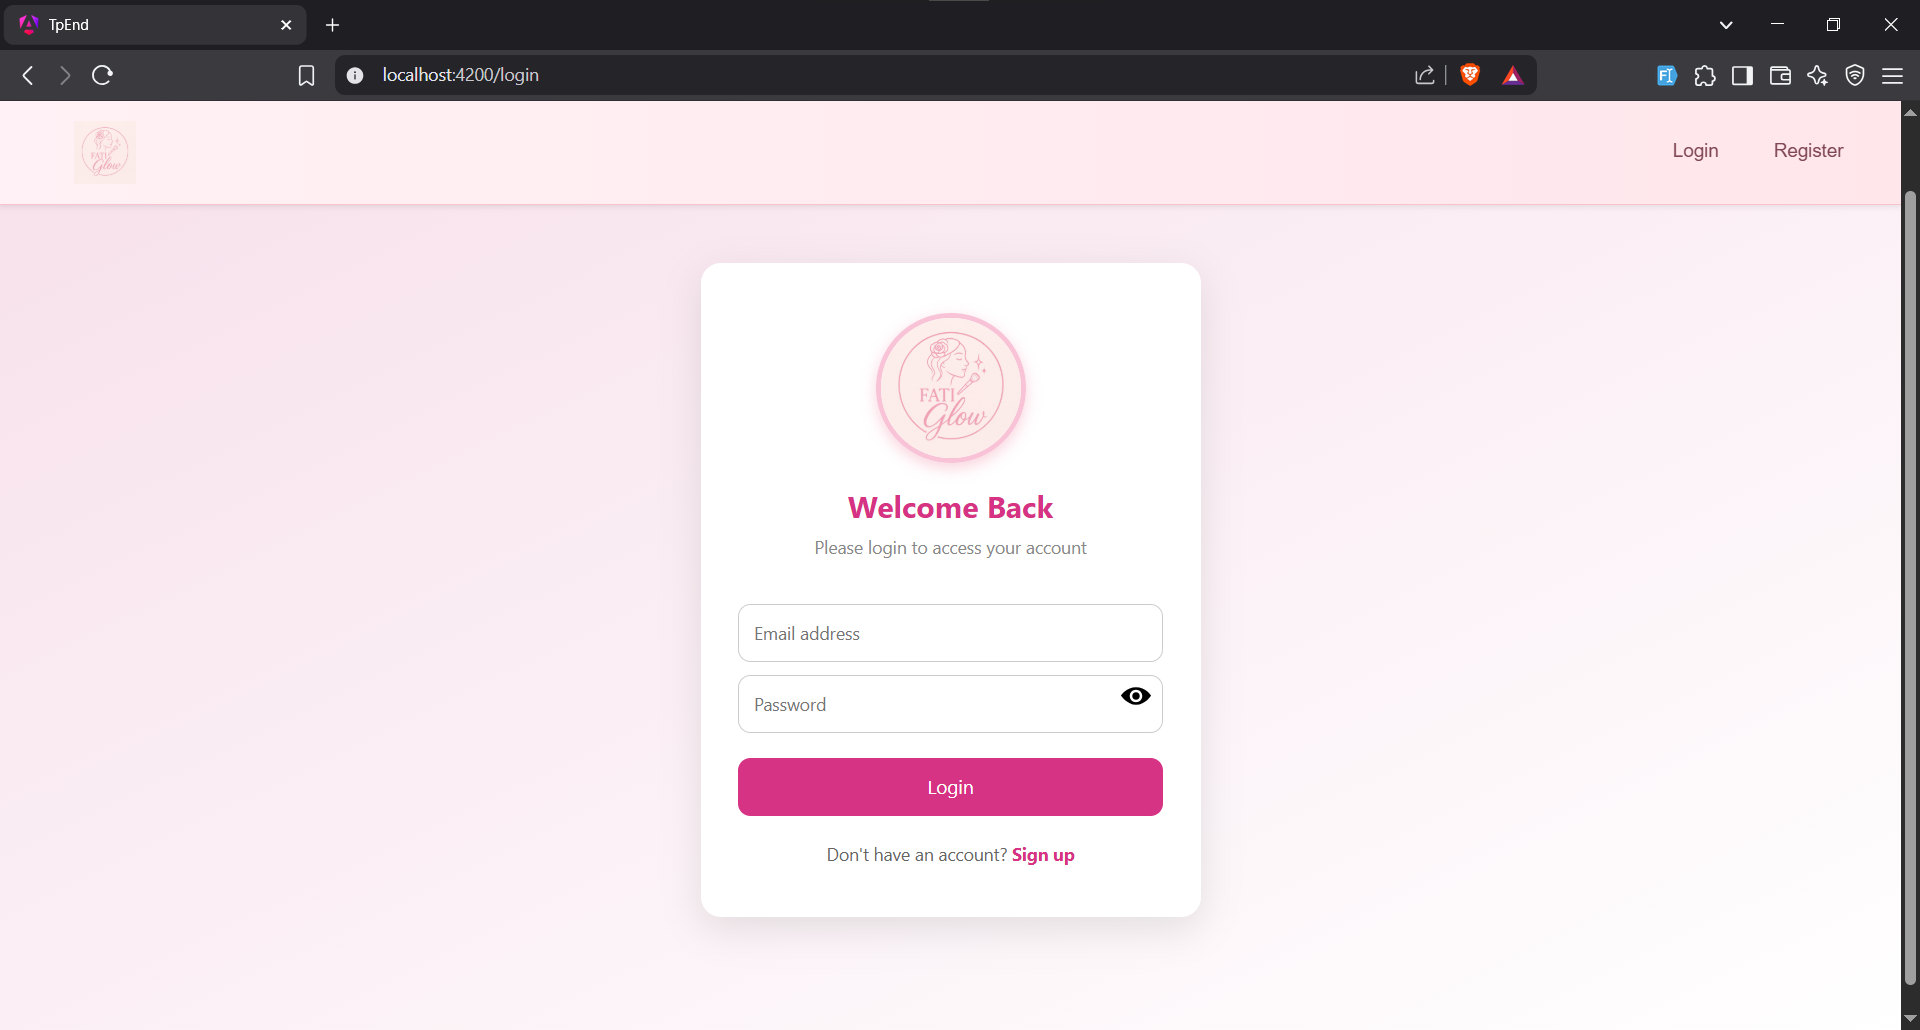 TpEnd
localhost:4200/login
FATI
Glow
Login
Register
FATI
Glow
Welcome Back
Please login to access your account
Email address
Password
Login
Don't have an account? Sign up